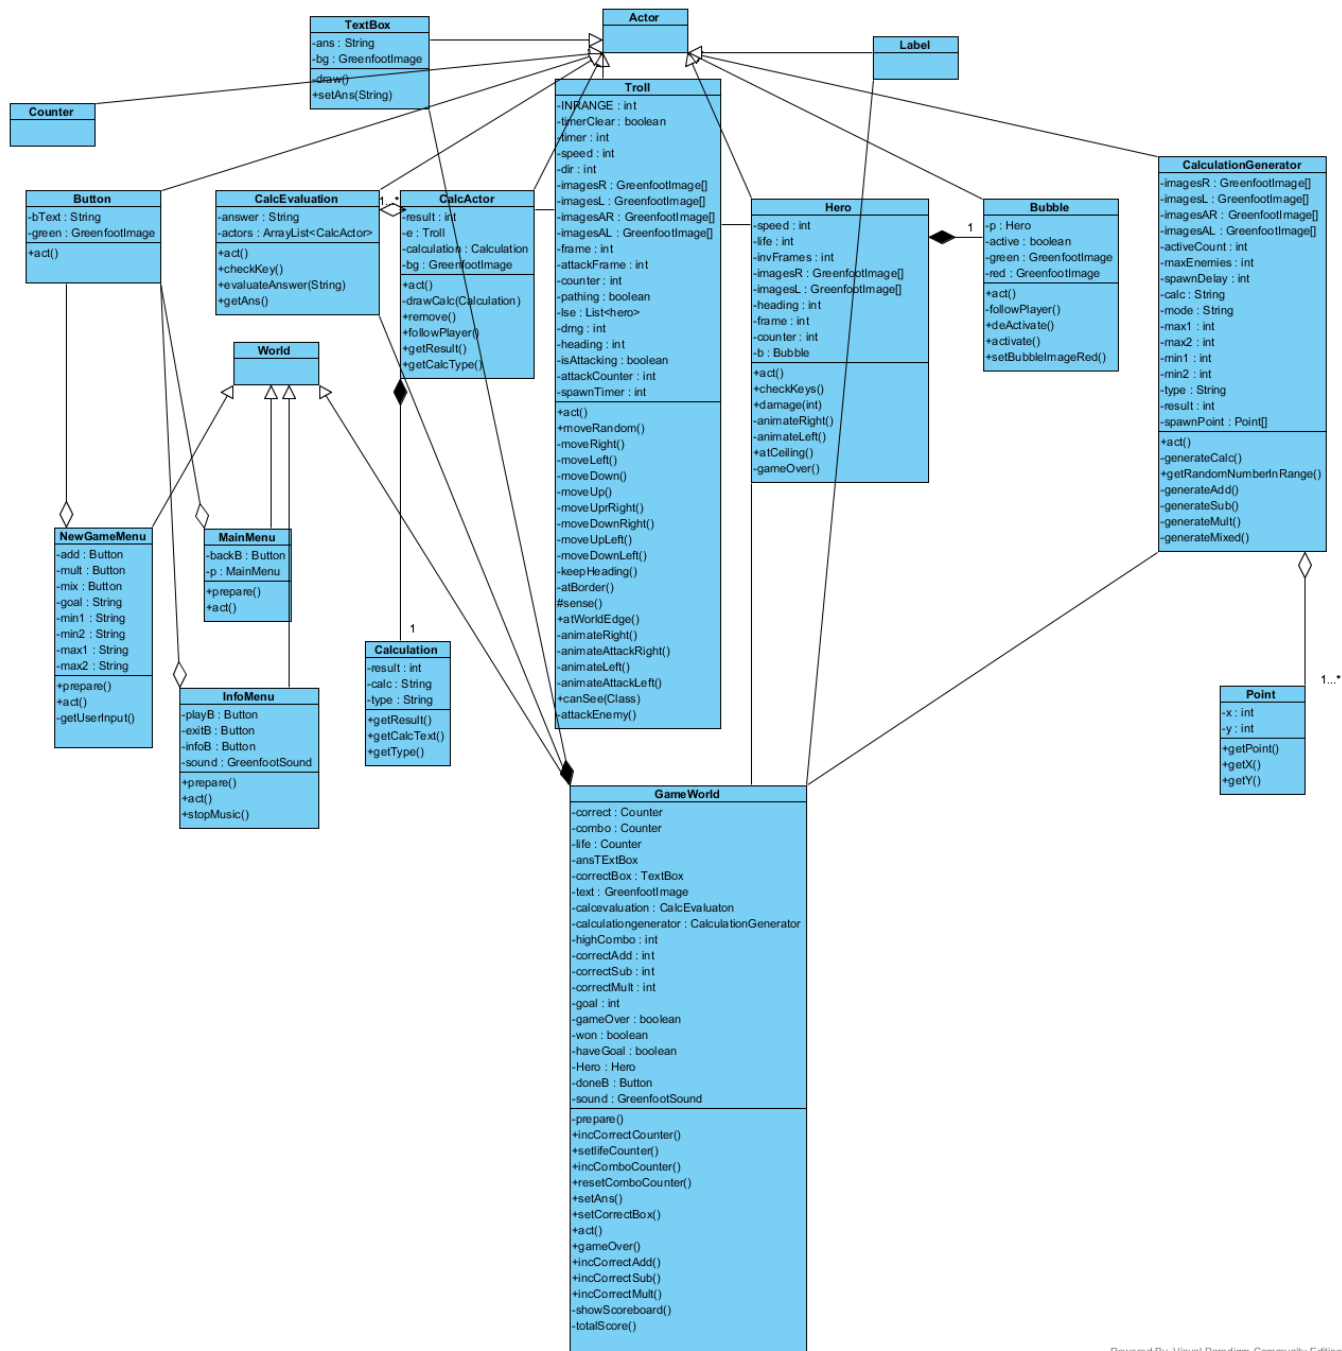 Actor
TextBox
-ans : String
-bg : GreenfootImage
-draw()
+setAns(String)
Label
Counter
Troll
-INRANGE : int
-timerClear : boolean
-timer : int
-speed : int
-dir : int
-imagesR : GreenfootImage[]
-imagesL : GreenfootImage[]
-imagesAR : GreenfootImage[]
-imagesAL : GreenfootImage[]
-frame : int
-attackFrame : int
-counter : int
-pathing : boolean
-lse : List<hero>
-dmg : int
-heading : int
-isAttacking : boolean
-attackCounter : int
-spawnTimer : int
+act()
+moveRandom()
-moveRight()
-moveLeft()
-moveDown()
-moveUp()
-moveUprRight()
-moveDownRight()
-moveUpLeft()
-moveDownLeft()
-keepHeading()
-atBorder()
#sense()
+atWorldEdge()
-animateRight()
-animateAttackRight()
-animateLeft()
-animateAttackLeft()
+canSee(Class)
-attackEnemy()
CalculationGenerator
-imagesR : GreenfootImage[]
-imagesL : GreenfootImage[]
-imagesAR : GreenfootImage[]
-imagesAL : GreenfootImage[]
-activeCount : int
-maxEnemies : int
-spawnDelay : int
-calc : String
-mode : String
-max1 : int
-max2 : int
-min1 : int
-min2 : int
-type : String
-result : int
-spawnPoint : Point[]
+act()
-generateCalc()
+getRandomNumberInRange()
-generateAdd()
-generateSub()
-generateMult()
-generateMixed()
Button
-bText : String
-green : GreenfootImage
+act()
CalcEvaluation
-answer : String
-actors : ArrayList<CalcActor>
+act()
+checkKey()
+evaluateAnswer(String)
+getAns()
1...*
CalcActor
-result : int
-e : Troll
-calculation : Calculation
-bg : GreenfootImage
+act()
-drawCalc(Calculation)
+remove()
+followPlayer()
+getResult()
+getCalcType()
Hero
-speed : int
-life : int
-invFrames : int
-imagesR : GreenfootImage[]
-imagesL : GreenfootImage[]
-heading : int
-frame : int
-counter : int
-b : Bubble
+act()
+checkKeys()
+damage(int)
-animateRight()
-animateLeft()
+atCeiling()
-gameOver()
1
Bubble
-p : Hero
-active : boolean
-green : GreenfootImage
-red : GreenfootImage
+act()
-followPlayer()
+deActivate()
+activate()
+setBubbleImageRed()
World
NewGameMenu
-add : Button
-mult : Button
-mix : Button
-goal : String
-min1 : String
-min2 : String
-max1 : String
-max2 : String
+prepare()
+act()
-getUserInput()
MainMenu
-backB : Button
-p : MainMenu
+prepare()
+act()
InfoMenu
-playB : Button
-exitB : Button
-infoB : Button
-sound : GreenfootSound
+prepare()
+act()
+stopMusic()
1
Calculation
-result : int
-calc : String
-type : String
+getResult()
+getCalcText()
+getType()
1...*
Point
-x : int
-y : int
+getPoint()
+getX()
+getY()
GameWorld
-correct : Counter
-combo : Counter
-life : Counter
-ansTExtBox
-correctBox : TextBox
-text : GreenfootImage
-calcevaluation : CalcEvaluaton
-calculationgenerator : CalculationGenerator
-highCombo : int
-correctAdd : int
-correctSub : int
-correctMult : int
-goal : int
-gameOver : boolean
-won : boolean
-haveGoal : boolean
-Hero : Hero
-doneB : Button
-sound : GreenfootSound
-prepare()
+incCorrectCounter()
+setlifeCounter()
+incComboCounter()
+resetComboCounter()
+setAns()
+setCorrectBox()
+act()
+gameOver()
+incCorrectAdd()
+incCorrectSub()
+incCorrectMult()
-showScoreboard()
-totalScore()